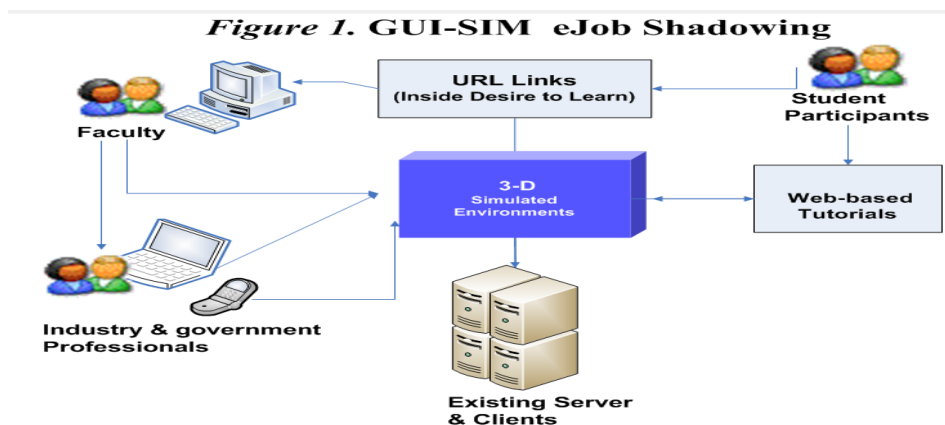 Figure 1. GUI-SIM eJob Shadowing
URL Links
(Inside Desire to Learn)
Student
Participants
Faculty
3-D
Simulated
Environments
Web-based
Tutorials
Industry & government
Professionals
Existing Server
& Clients